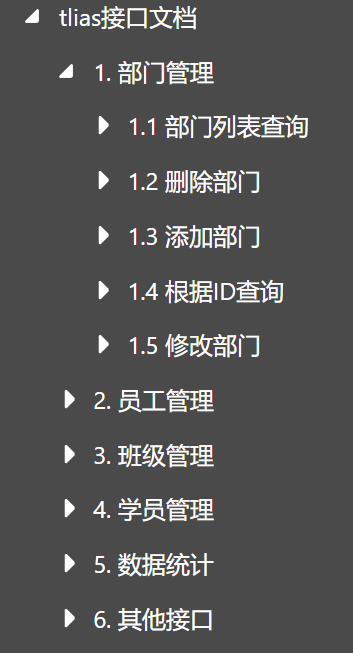 tlias接口文档
1. 部门管理
1.1 部门列表查询
1.2 删除部门
1.3 添加部门
1.4 根据ID查询
1.5 修改部门
2. 员工管理
3. 班级管理
4. 学员管理
5. 数据统计
6. 其他接口